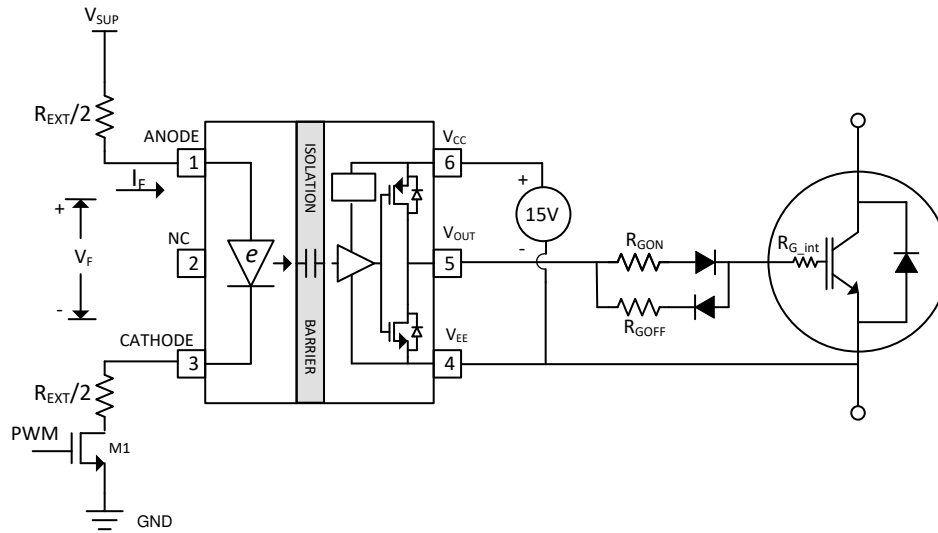 VSUP
REXT/2
ANODE
1
IF
+
VF
-
NC
2
CATHODE
3
REXT/2
PWM
M1
GND
e
ISOLATION
BARRIER
VCC
6
VOUT
5
VEE
4
+
15V
-
RGON
RGOFF
RG_int